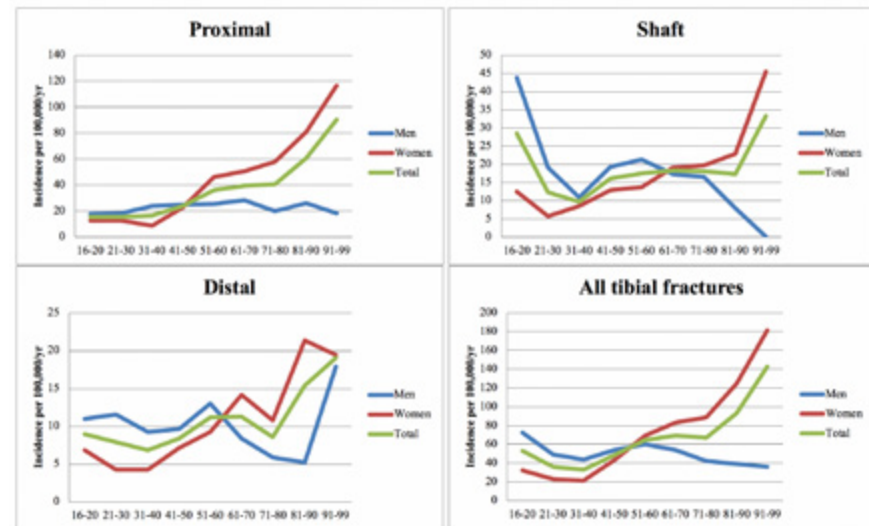 Proximal
Incidence per 100,000/yr
140
120
100
80
60
40
20
0
16-20 21-30 31-40 41-50 51-60 61-70 71-80 81-90 91-99
Men
Women
Total
Shaft
Incidence per 100,000/yr
50
45
40
35
30
25
20
15
10
5
0
16-20 21-30 31-40 41-50 51-60 61-70 71-80 81-90 91-99
Men
Women
Total
Distal
Incidence per 100,000/yr
25
20
15
10
5
0
16-20 21-30 31-40 41-50 51-60 61-70 71-80 81-90 91-99
Men
Women
Total
All tibial fractures
Incidence per 100,000/yr
200
180
160
140
120
100
80
60
40
20
0
16-20 21-30 31-40 41-50 51-60 61-70 71-80 81-90 91-99
Men
Women
Total